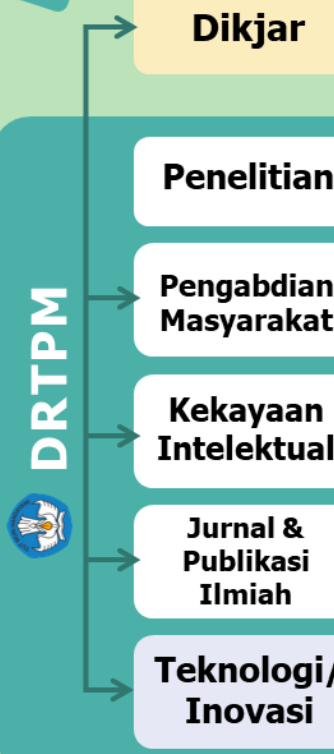 Dikjar
Penelitian
Pengabdian
Masyarakat
Kekayaan
Intelektual
Jurnal &
Publikasi
Ilmiah
Teknologi/
Inovasi
DRTPM